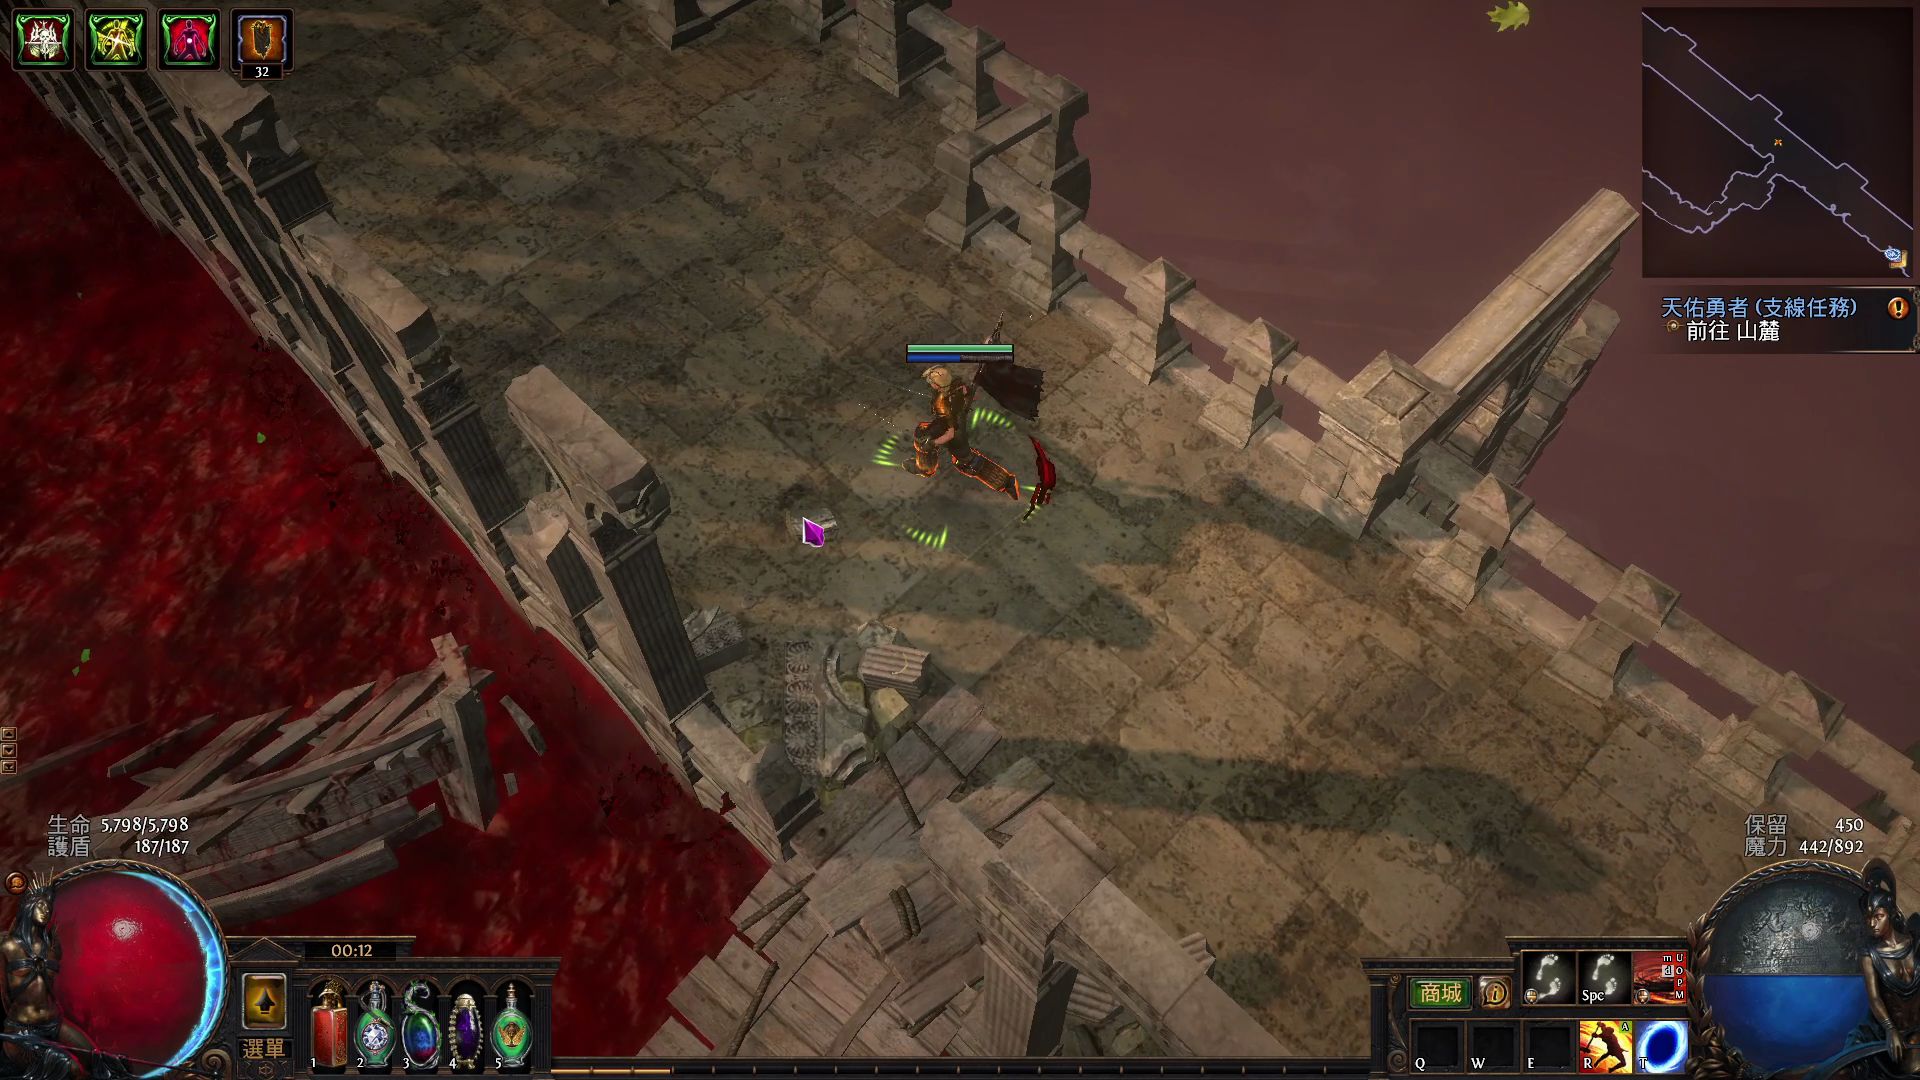 32
天佑勇者 (支線任務)
前往 山麓
生命 5,798/5,798
護盾 187/187
保留 450
魔力 442/892
00:12
選單
1
2
3
4
5
商城
Spc
m U
d O
P
M
Q
W
E
R
A
T